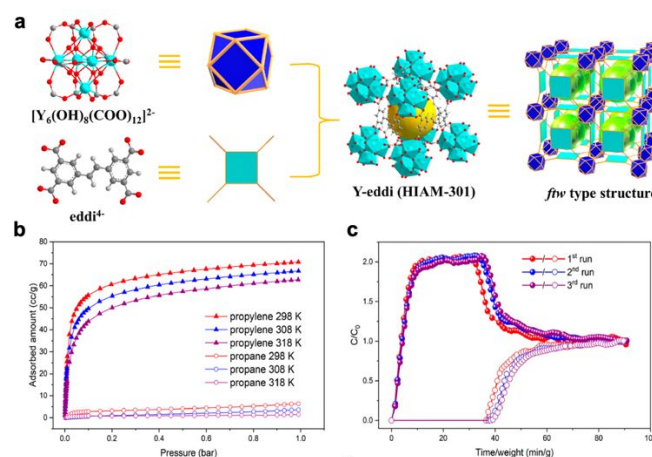 a
[Y6(OH)8(COO)12]2-
eddi4-
Y-eddi (HIAM-301)
ftw type structure
b
Adsorbed amount (cc/g)
80
70
60
50
40
30
20
10
0
propylene 298 K
propylene 308 K
propylene 318 K
propane 298 K
propane 308 K
propane 318 K
0.0 0.2 0.4 0.6 0.8 1.0
Pressure (bar)
c
C/C0
2.0
1.5
1.0
0.5
0.0
1st run
2nd run
3rd run
0 20 40 60 80 100
Time/weight (min/g)